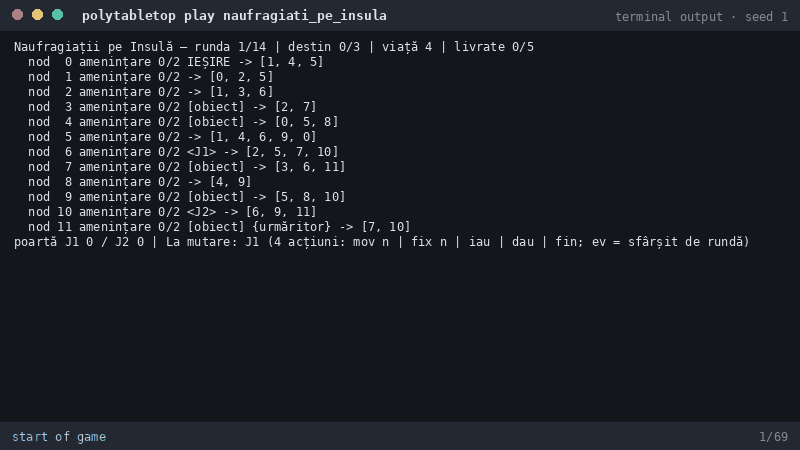 polytabletop play naufragiati_pe_insula
terminal output · seed 1
Naufragiații pe Insulă — runda 1/14 | destin 0/3 | viață 4 | livrate 0/5
nod 0 amenințare 0/2 IEȘIRE -> [1, 4, 5]
nod 1 amenințare 0/2 -> [0, 2, 5]
nod 2 amenințare 0/2 -> [1, 3, 6]
nod 3 amenințare 0/2 [obiect] -> [2, 7]
nod 4 amenințare 0/2 [obiect] -> [0, 5, 8]
nod 5 amenințare 0/2 -> [1, 4, 6, 9, 0]
nod 6 amenințare 0/2 <J1> -> [2, 5, 7, 10]
nod 7 amenințare 0/2 [obiect] -> [3, 6, 11]
nod 8 amenințare 0/2 -> [4, 9]
nod 9 amenințare 0/2 [obiect] -> [5, 8, 10]
nod 10 amenințare 0/2 <J2> -> [6, 9, 11]
nod 11 amenințare 0/2 [obiect] {următritor} -> [7, 10]
poartă J1 0 / J2 0 | La mutare: J1 (4 acțiuni: mov n | fix n | iau | dau | fin; ev = sfârșit de rundă)
start of game
1/69